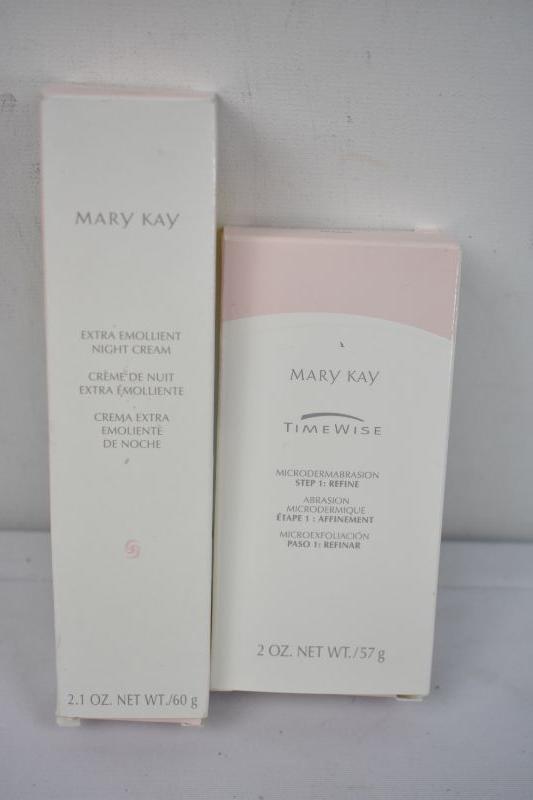 MARY KAY
EXTRA EMOLLIENT
NIGHT CREAM
CRÈME DE NUIT
EXTRA ÉMOLLIENTE
CREMA EXTRA
EMOLIENTE
DE NOCHE
2.1 OZ. NET WT./60 g
MARY KAY
TIMEWISE
MICRODERMABRASION
STEP 1: REFINE
ABRASION
MICRODERMIQUE
ÉTAPE 1 : AFFINEMENT
MICROEXFOLIACIÓN
PASO 1: REFINAR
2 OZ. NET WT./57 g